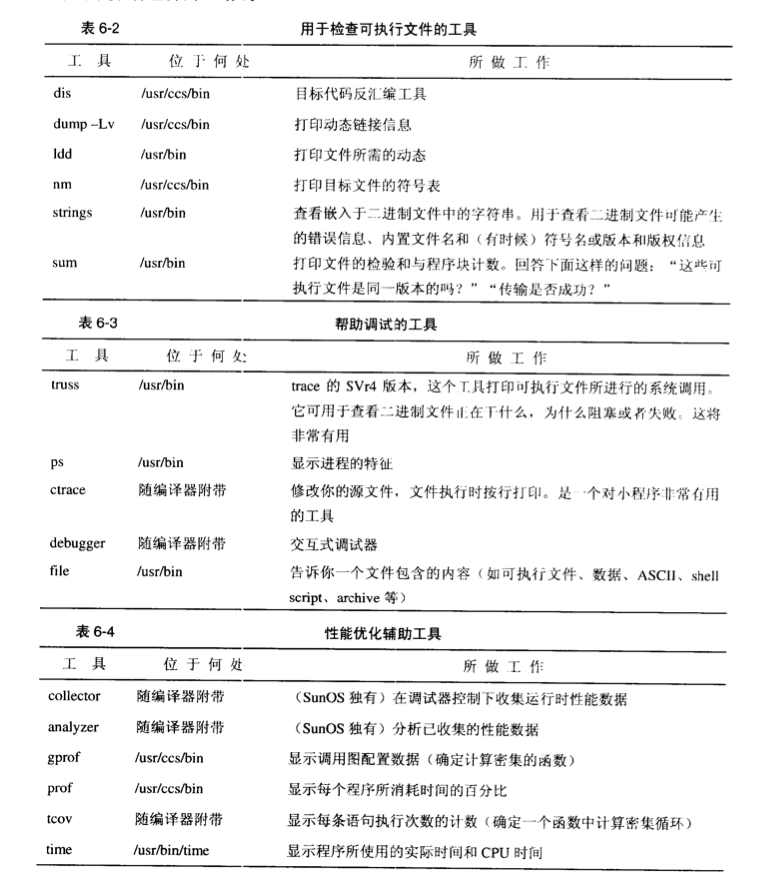 表 6-2 用于检查可执行文件的工具
工 具 位 于 何 处 所 做 工 作
dis /usr/ccs/bin 目标代码反汇编工具
dump –Lv /usr/ccs/bin 打印动态链接信息
ldd /usr/bin 打印文件所需的动态
nm /usr/ccs/bin 打印目标文件的符号表
strings /usr/bin 查看嵌入于二进制文件中的字符串。用于查看二进制文件可能产生
的错误信息、内置文件名和（有时候）符号名或版本和版权信息
sum /usr/bin 打印文件的检验和与程序块计数。回答下面这样的问题：“这些可
执行文件是同一版本的吗？”“传输是否成功？”
表 6-3 帮助调试的工具
工 具 位 于 何 处 所 做 工 作
truss /usr/bin trace 的 SVr4 版本，这个工具打印可执行文件所进行的系统调用。
它可用于查看二进制文件正在干什么，为什么阻塞或者失败。这将
非常有用
ps /usr/bin 显示进程的特征
ctrace 随编译器附带 修改你的源文件，文件执行时按行打印。是一个对小程序非常有用
的工具
debugger 随编译器附带 交互式调试器
file /usr/bin 告诉你一个文件包含的内容（如可执行文件、数据、ASCII、shell
script、archive 等）
表 6-4 性能优化辅助工具
工 具 位 于 何 处 所 做 工 作
collector 随编译器附带 （SunOS 独有）在调试器控制下收集运行时性能数据
analyzer 随编译器附带 （SunOS 独有）分析已收集的性能数据
gprof /usr/ccs/bin 显示调用图配置数据（确定计算密集的函数）
prof /usr/ccs/bin 显示每个程序所消耗时间的百分比
tcov 随编译器附带 显示每条语句执行次数的计数（确定一个函数中计算密集循环）
time /usr/bin/time 显示程序所使用的实际时间和 CPU 时间